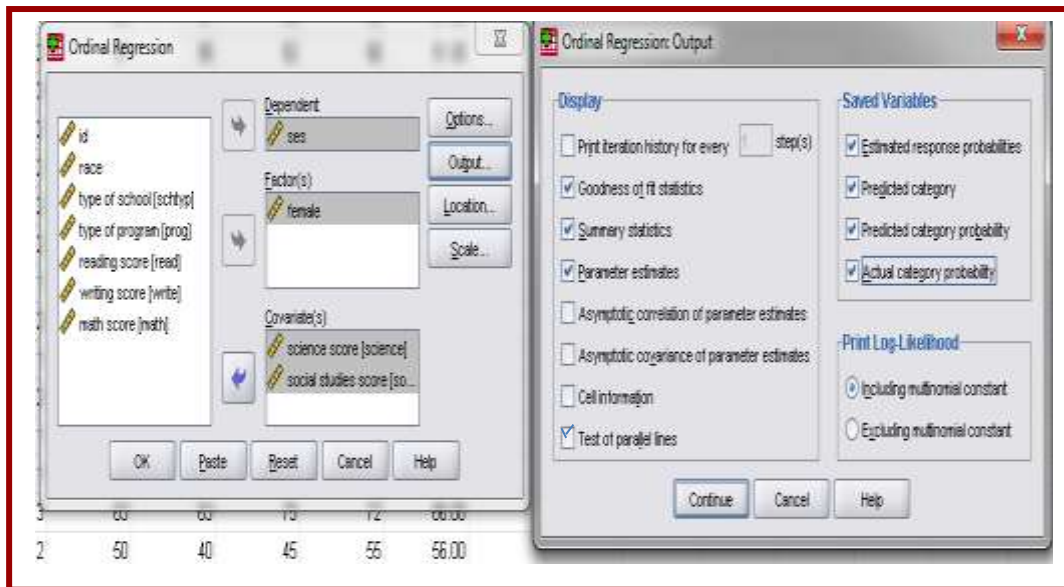 Ordinal Regression
id
race
type of school [schtyp]
type of program [prog]
reading score [read]
writing score [write]
math score [math]
Dependent
ses
Factor(s)
female
Covariate(s)
science score [science]
social studies score [so...
Options...
Output...
Location...
Scale...
OK
Paste
Reset
Cancel
Help
Ordinal Regression: Output
Display
Print iteration history for every step(s)
Goodness of fit statistics
Summary statistics
Parameter estimates
Asymptotic correlation of parameter estimates
Asymptotic covariance of parameter estimates
Cell information
Test of parallel lines
Saved Variables
Estimated response probabilities
Predicted category
Predicted category probability
Actual category probability
Print Log-Likelihood
Including multinomial constant
Excluding multinomial constant
Continue
Cancel
Help
2 50 40 45 55 56.00